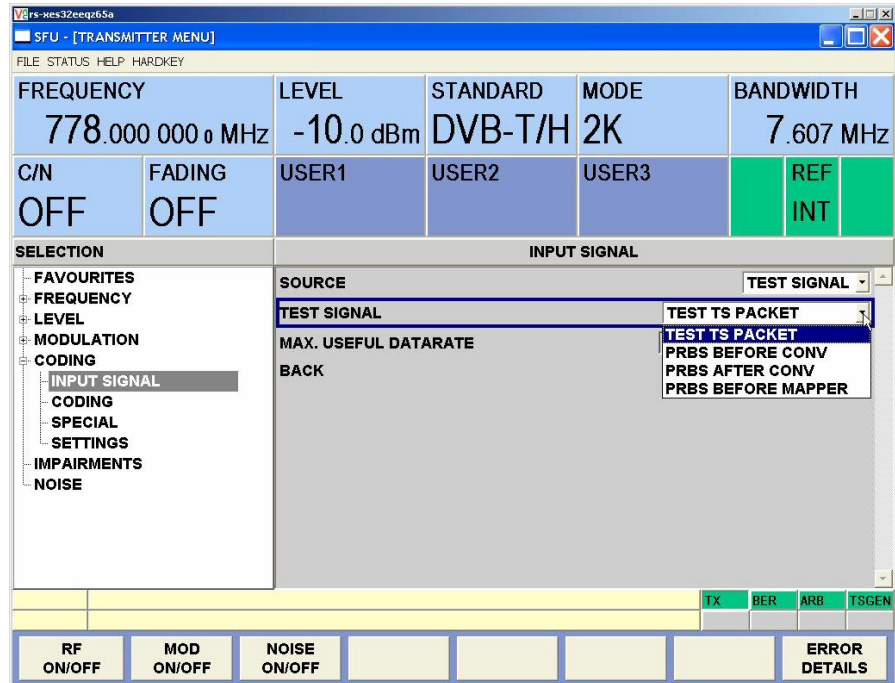 rs-xes32eeqz65a
SFU - [TRANSMITTER MENU]
FILE STATUS HELP HARDKEY
FREQUENCY LEVEL STANDARD MODE BANDWIDTH
778.000 000 0 MHz -10.0 dBm DVB-T/H 2K 7.607 MHz
C/N FADING USER1 USER2 USER3 REF
OFF OFF INT
SELECTION INPUT SIGNAL
FAVOURITES
FREQUENCY
LEVEL
MODULATION
CODING
INPUT SIGNAL
CODING
SPECIAL
SETTINGS
IMPAIRMENTS
NOISE
SOURCE TEST SIGNAL
TEST SIGNAL TEST TS PACKET
MAX. USEFUL DATARATE
BACK
TEST TS PACKET
PRBS BEFORE CONV
PRBS AFTER CONV
PRBS BEFORE MAPPER
TX BER ARB TSGEN
RF ON/OFF
MOD ON/OFF
NOISE ON/OFF
ERROR DETAILS